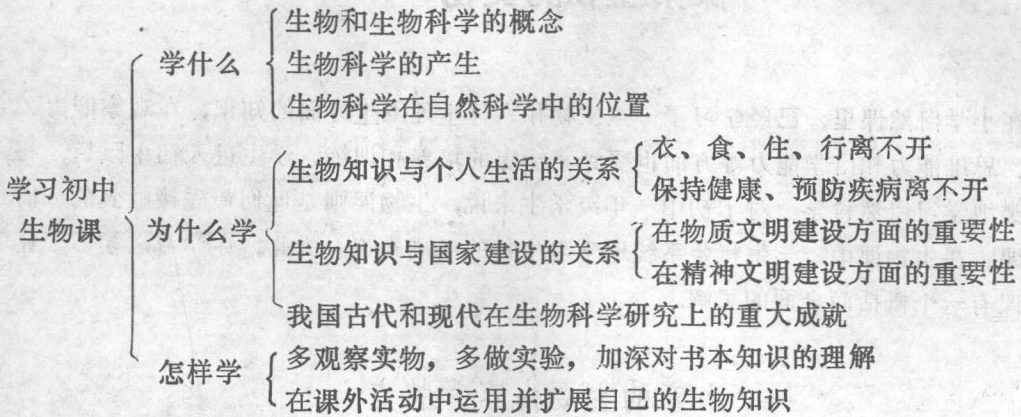 生物和生物科学的概念
学什么
生物科学的产生
生物科学在自然科学中的位置
衣、食、住、行离不开
生物知识与个人生活的关系
保持健康、预防疾病离不开
学习初中
生物课
为什么学
在物质文明建设方面的重要性
生物知识与国家建设的关系
在精神文明建设方面的重要性
我国古代和现代在生物科学研究上的重大成就
怎样学
多观察实物，多做实验，加深对书本知识的理解
在课外活动中运用并扩展自己的生物知识